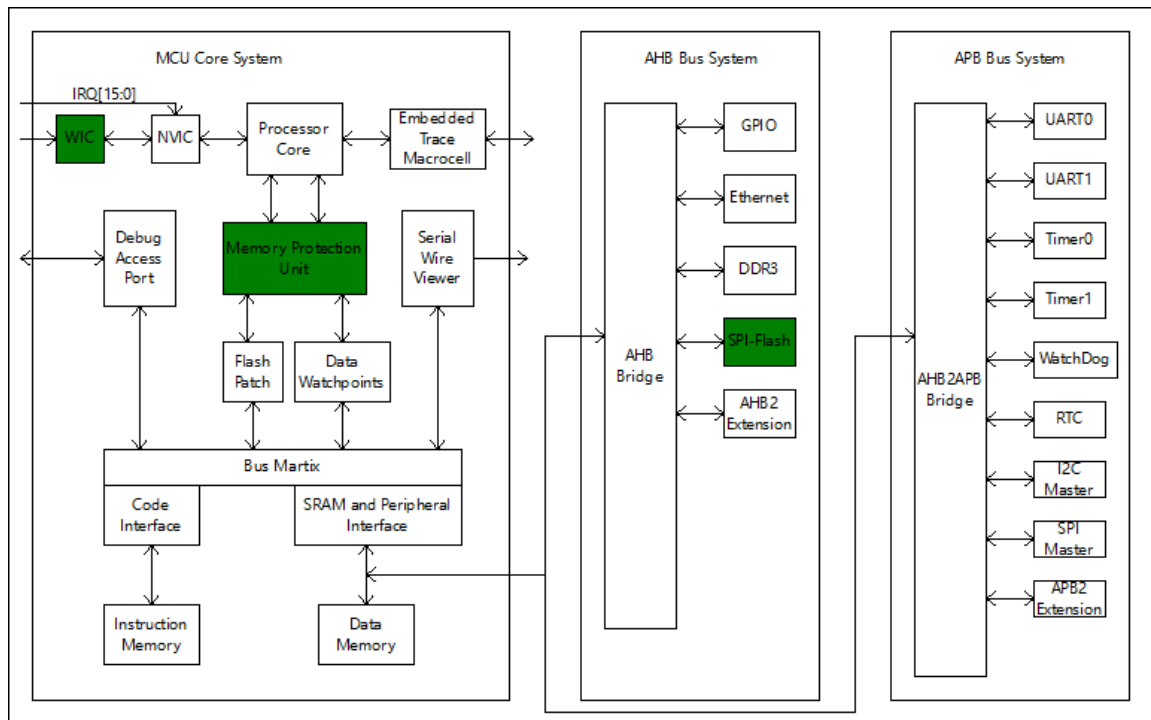 MCU Core System
IRQ[15:0]
WIC
NVIC
Processor
Core
Embedded
Trace
Macrocell
Debug
Access
Port
Memory Protection
Unit
Serial
Wire
Viewer
Flash
Patch
Data
Watchpoints
Bus Martix
Code
Interface
SRAM and Peripheral
Interface
Instruction
Memory
Data
Memory
AHB Bus System
AHB
Bridge
GPIO
Ethernet
DDR3
SPI-Flash
AHB2
Extension
APB Bus System
AHB2APB
Bridge
UART0
UART1
Timer0
Timer1
WatchDog
RTC
I2C
Master
SPI
Master
APB2
Extension